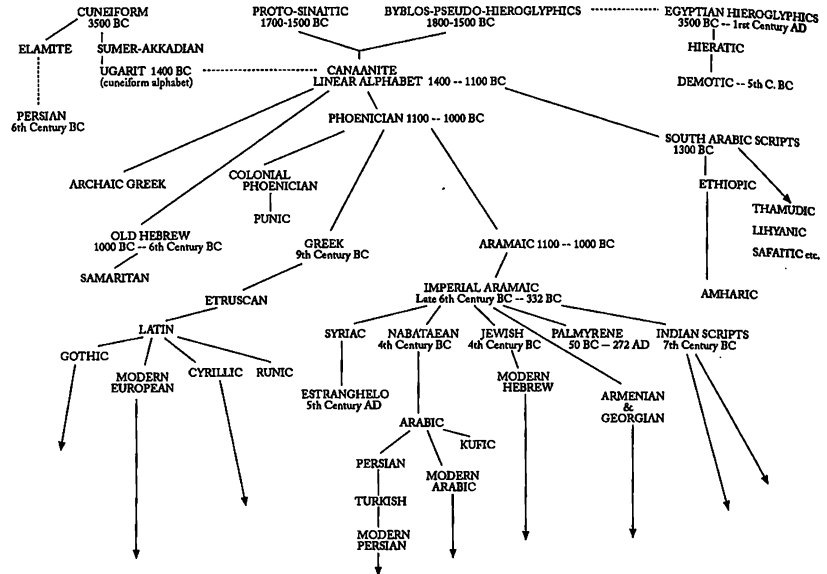 CUNEIFORM
3500 BC
PROTO-SINAITIC
1700-1500 BC
BYBLOS-PSEUDO-HIEROGLYPHICS
1800-1500 BC
EGYPTIAN HIEROGLYPHICS
3500 BC -- 1rst Century AD
ELAMITE
SUMER-AKKADIAN
HIERATIC
UGARIT 1400 BC
(cuneiform alphabet)
CANAANITE
LINEAR ALPHABET 1400 -- 1100 BC
DEMOTIC -- 5th C. BC
PERSIAN
6th Century BC
PHOENICIAN 1100 -- 1000 BC
SOUTH ARABIC SCRIPTS
1300 BC
ARCHAIC GREEK
COLONIAL
PHOENICIAN
ETHIOPIC
PUNIC
THAMUDIC
LIHYANIC
SAFAITIC etc.
OLD HEBREW
1000 BC -- 6th Century BC
GREEK
9th Century BC
ARAMAIC 1100 -- 1000 BC
SAMARITAN
AMHARIC
ETRUSCAN
IMPERIAL ARAMAIC
Late 6th Century BC -- 332 BC
LATIN
SYRIAC
NABATAEAN
4th Century BC
JEWISH
4th Century BC
PALMYRENE
50 BC -- 272 AD
INDIAN SCRIPTS
7th Century BC
GOTHIC
MODERN
EUROPEAN
CYRILLIC
RUNIC
MODERN
HEBREW
ESTRANGHELO
5th Century AD
ARMENIAN
&
GEORGIAN
ARABIC
KUFIC
PERSIAN
MODERN
ARABIC
TURKISH
MODERN
PERSIAN